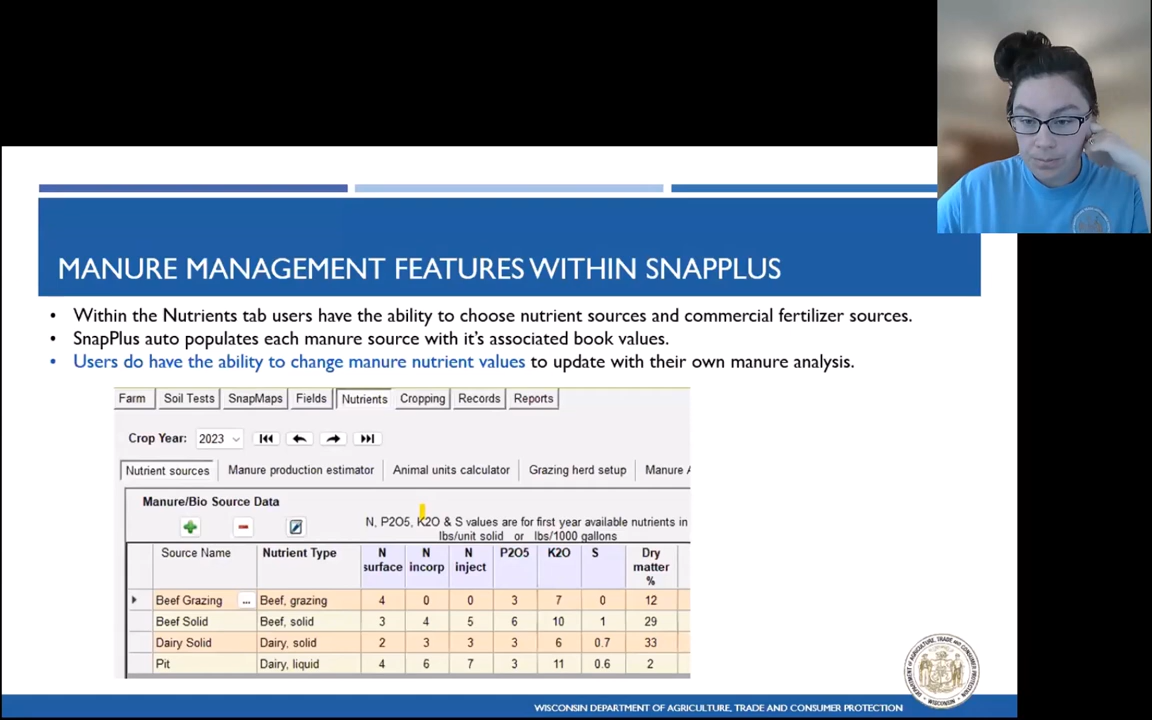 MANURE MANAGEMENT FEATURES WITHIN SNAPPLUS
• Within the Nutrients tab users have the ability to choose nutrient sources and commercial fertilizer sources.
• SnapPlus auto populates each manure source with it's associated book values.
• Users do have the ability to change manure nutrient values to update with their own manure analysis.
Farm Soil Tests SnapMaps Fields Nutrients Cropping Records Reports
Crop Year: 2023
Nutrient sources Manure production estimator Animal units calculator Grazing herd setup Manure A
Manure/Bio Source Data
N, P2O5, K2O & S values are for first year available nutrients in
lbs/unit solid or lbs/1000 gallons
Source Name Nutrient Type N surface N incorp N inject P2O5 K2O S Dry matter %
Beef Grazing ... Beef, grazing 4 0 0 3 7 0 12
Beef Solid Beef, solid 3 4 5 6 10 1 29
Dairy Solid Dairy, solid 2 3 3 3 6 0.7 33
Pit Dairy, liquid 4 6 7 3 11 0.6 2
WISCONSIN DEPARTMENT OF AGRICULTURE, TRADE AND CONSUMER PROTECTION